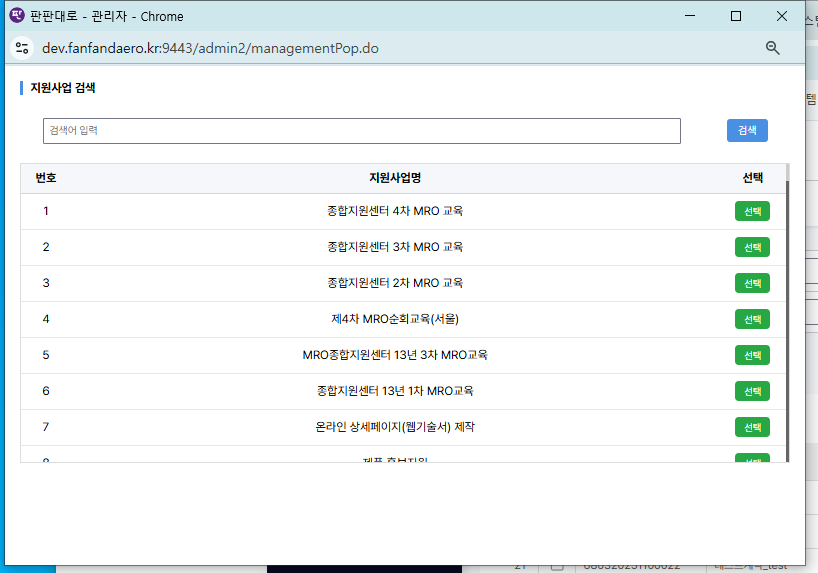 판판대로 - 관리자 - Chrome
dev.fanfandaero.kr:9443/admin2/managementPop.do
지원사업 검색
검색어 입력 검색
번호 지원사업명 선택
1 종합지원센터 4차 MRO 교육 선택
2 종합지원센터 3차 MRO 교육 선택
3 종합지원센터 2차 MRO 교육 선택
4 제4차 MRO순회교육(서울) 선택
5 MRO종합지원센터 13년 3차 MRO교육 선택
6 종합지원센터 13년 1차 MRO교육 선택
7 온라인 상세페이지(웹기술서) 제작 선택
8 제품 홍보지원 선택